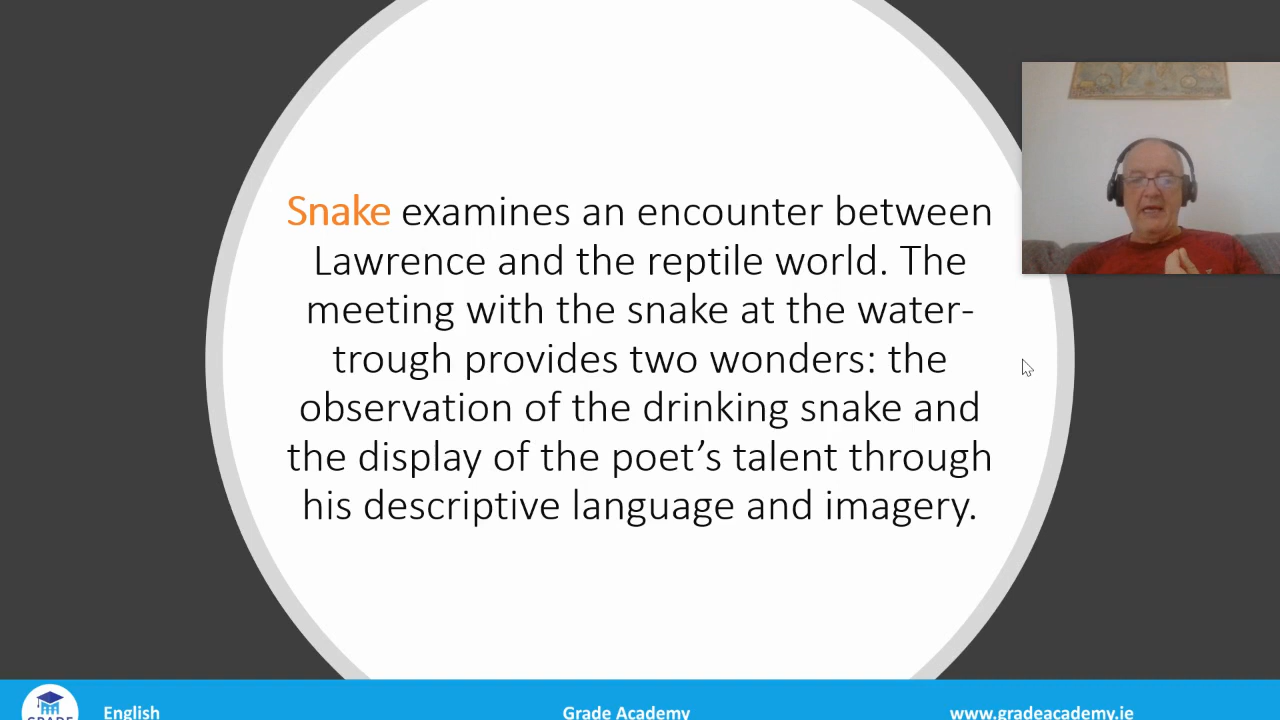 Snake examines an encounter between
Lawrence and the reptile world. The
meeting with the snake at the water-
trough provides two wonders: the
observation of the drinking snake and
the display of the poet’s talent through
his descriptive language and imagery.
GRADE
English
Grade Academy
www.gradeacademy.ie